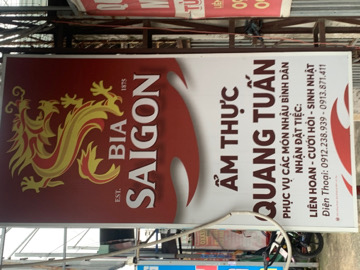 EST. 1875
BIA
SAIGON
ẨM THỰC
QUANG TUẤN
PHỤC VỤ CÁC MÓN NHẬU BÌNH DÂN
NHẬN ĐẶT TIỆC:
LIÊN HOAN - CƯỚI HỎI - SINH NHẬT
Điện Thoại: 0912.238.939 - 0913.871.411